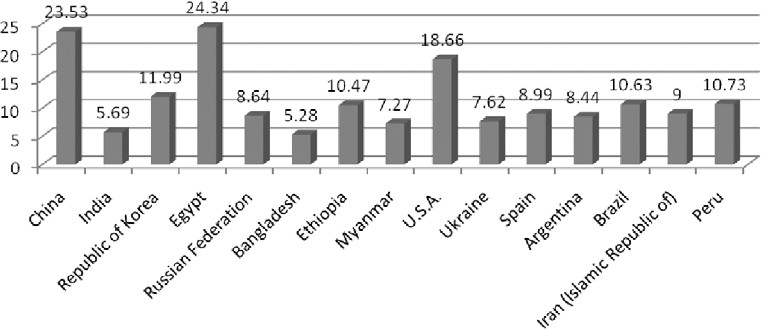 25
20
15
10
5
0
23.53
5.69
11.99
24.34
8.64
5.28
10.47
7.27
18.66
7.62
8.99
8.44
10.63
9
10.73
China
India
Republic of Korea
Egypt
Russian Federation
Bangladesh
Ethiopia
Myanmar
U.S.A.
Ukraine
Spain
Argentina
Brazil
Iran (Islamic Republic of)
Peru